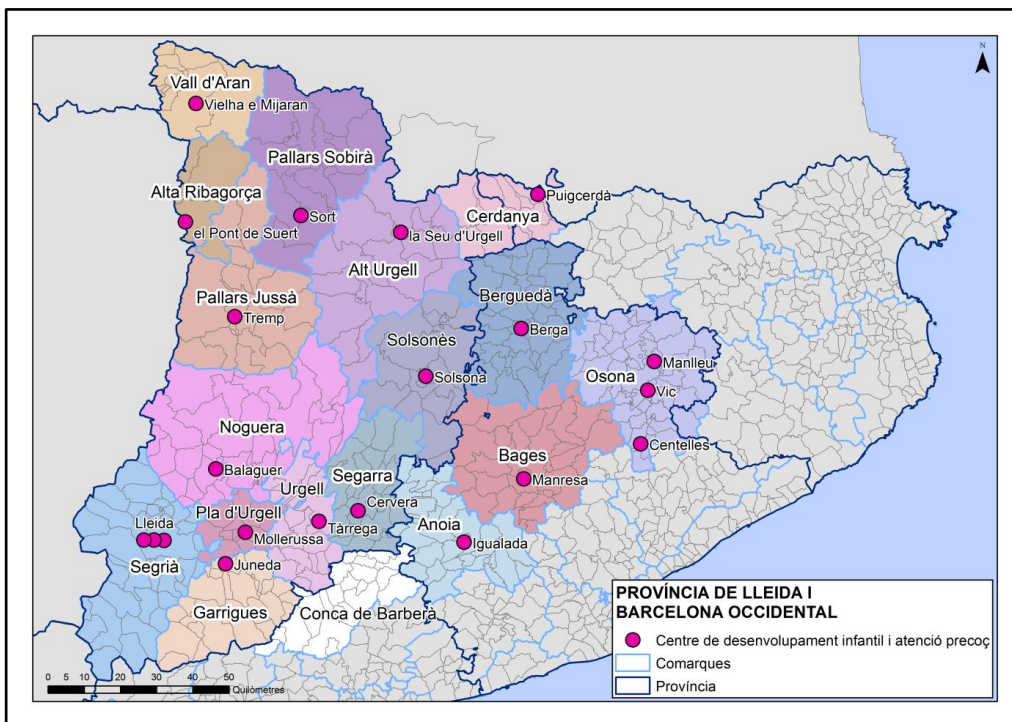 N
Vall d'Aran
Vielha e Mijaran
Pallars Sobirà
Alta Ribagorça
Puigcerdà
Cerdanya
Sort
el Pont de Suert
la Seu d'Urgell
Alt Urgell
Pallars Jussà
Berguedà
Tremp
Berga
Solsonès
Manlleu
Osona
Solsona
Vic
Noguera
Centelles
Bages
Balaguer
Segarra
Manresa
Urgell
Cervera
Pla d'Urgell
Lleida
Tàrrega
Anoia
Mollerussa
Igualada
Juneda
Segrià
Garrigues
Conca de Barberà
PROVÍNCIA DE LLEIDA I
BARCELONA OCCIDENTAL
Centre de desenvolupament infantil i atenció precoç
Comarques
Província
0 5 10 20 30 40 50
Quilòmetres